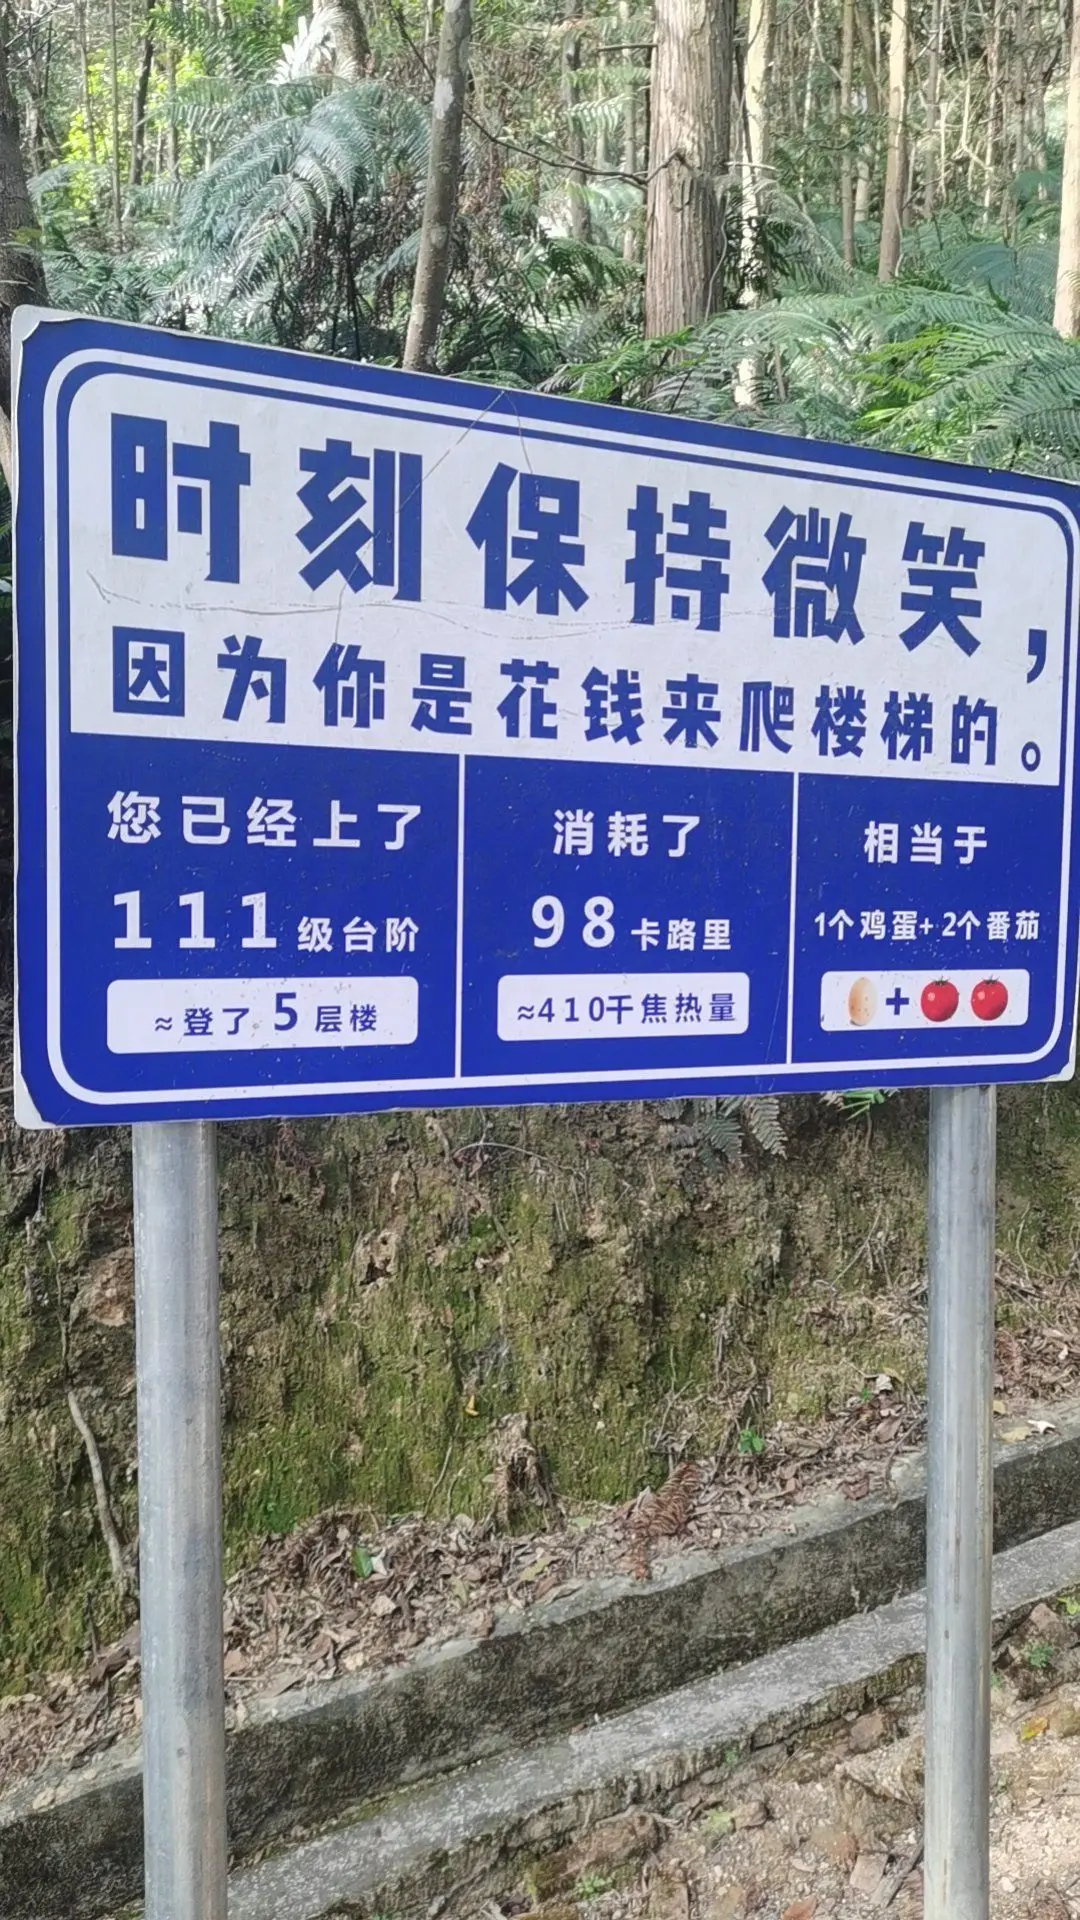 时刻保持微笑，
因为你是花钱来爬楼梯的。
您已经上了
111级台阶
≈登了5层楼
消耗了
98卡路里
≈410千焦热量
相当于
1个鸡蛋+2个番茄
+